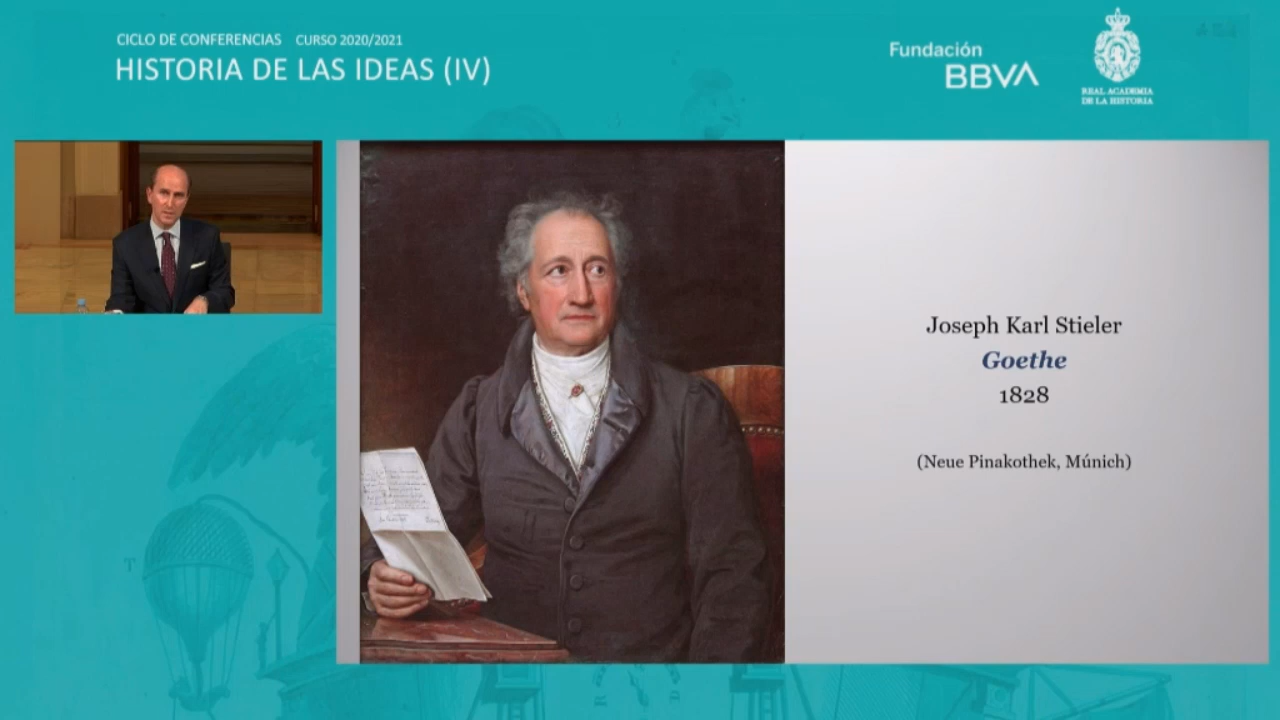 CICLO DE CONFERENCIAS CURSO 2020/2021
HISTORIA DE LAS IDEAS (IV)
Fundación
BBVA
REAL ACADEMIA
DE LA HISTORIA
Joseph Karl Stieler
Goethe
1828
(Neue Pinakothek, Múnich)